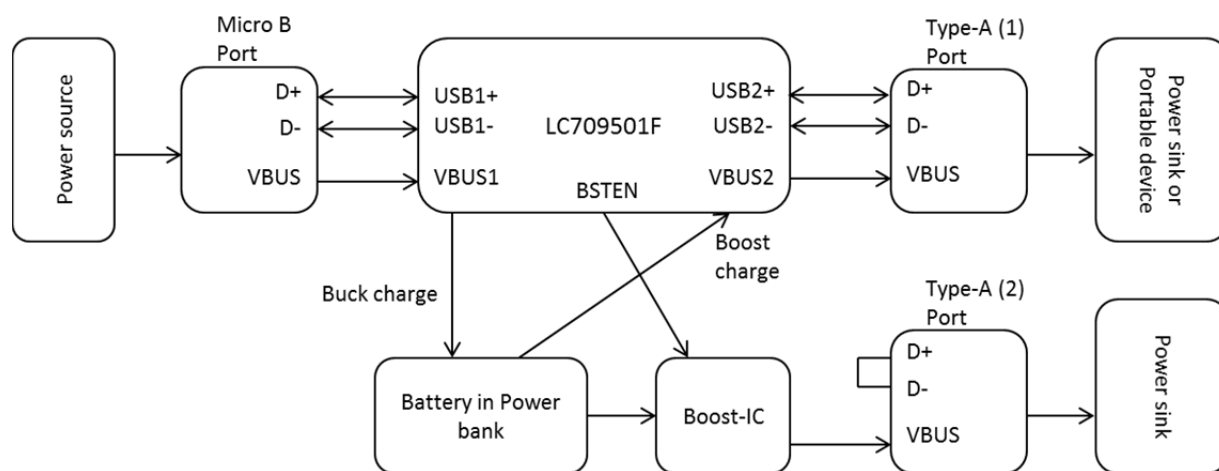 Power source
Micro B
Port
D+
D-
VBUS
USB1+
USB1-
VBUS1
LC709501F
BSTEN
USB2+
USB2-
VBUS2
Type-A (1)
Port
D+
D-
VBUS
Power sink or
Portable device
Buck charge
Boost
charge
Battery in Power
bank
Boost-IC
Type-A (2)
Port
D+
D-
VBUS
Power sink